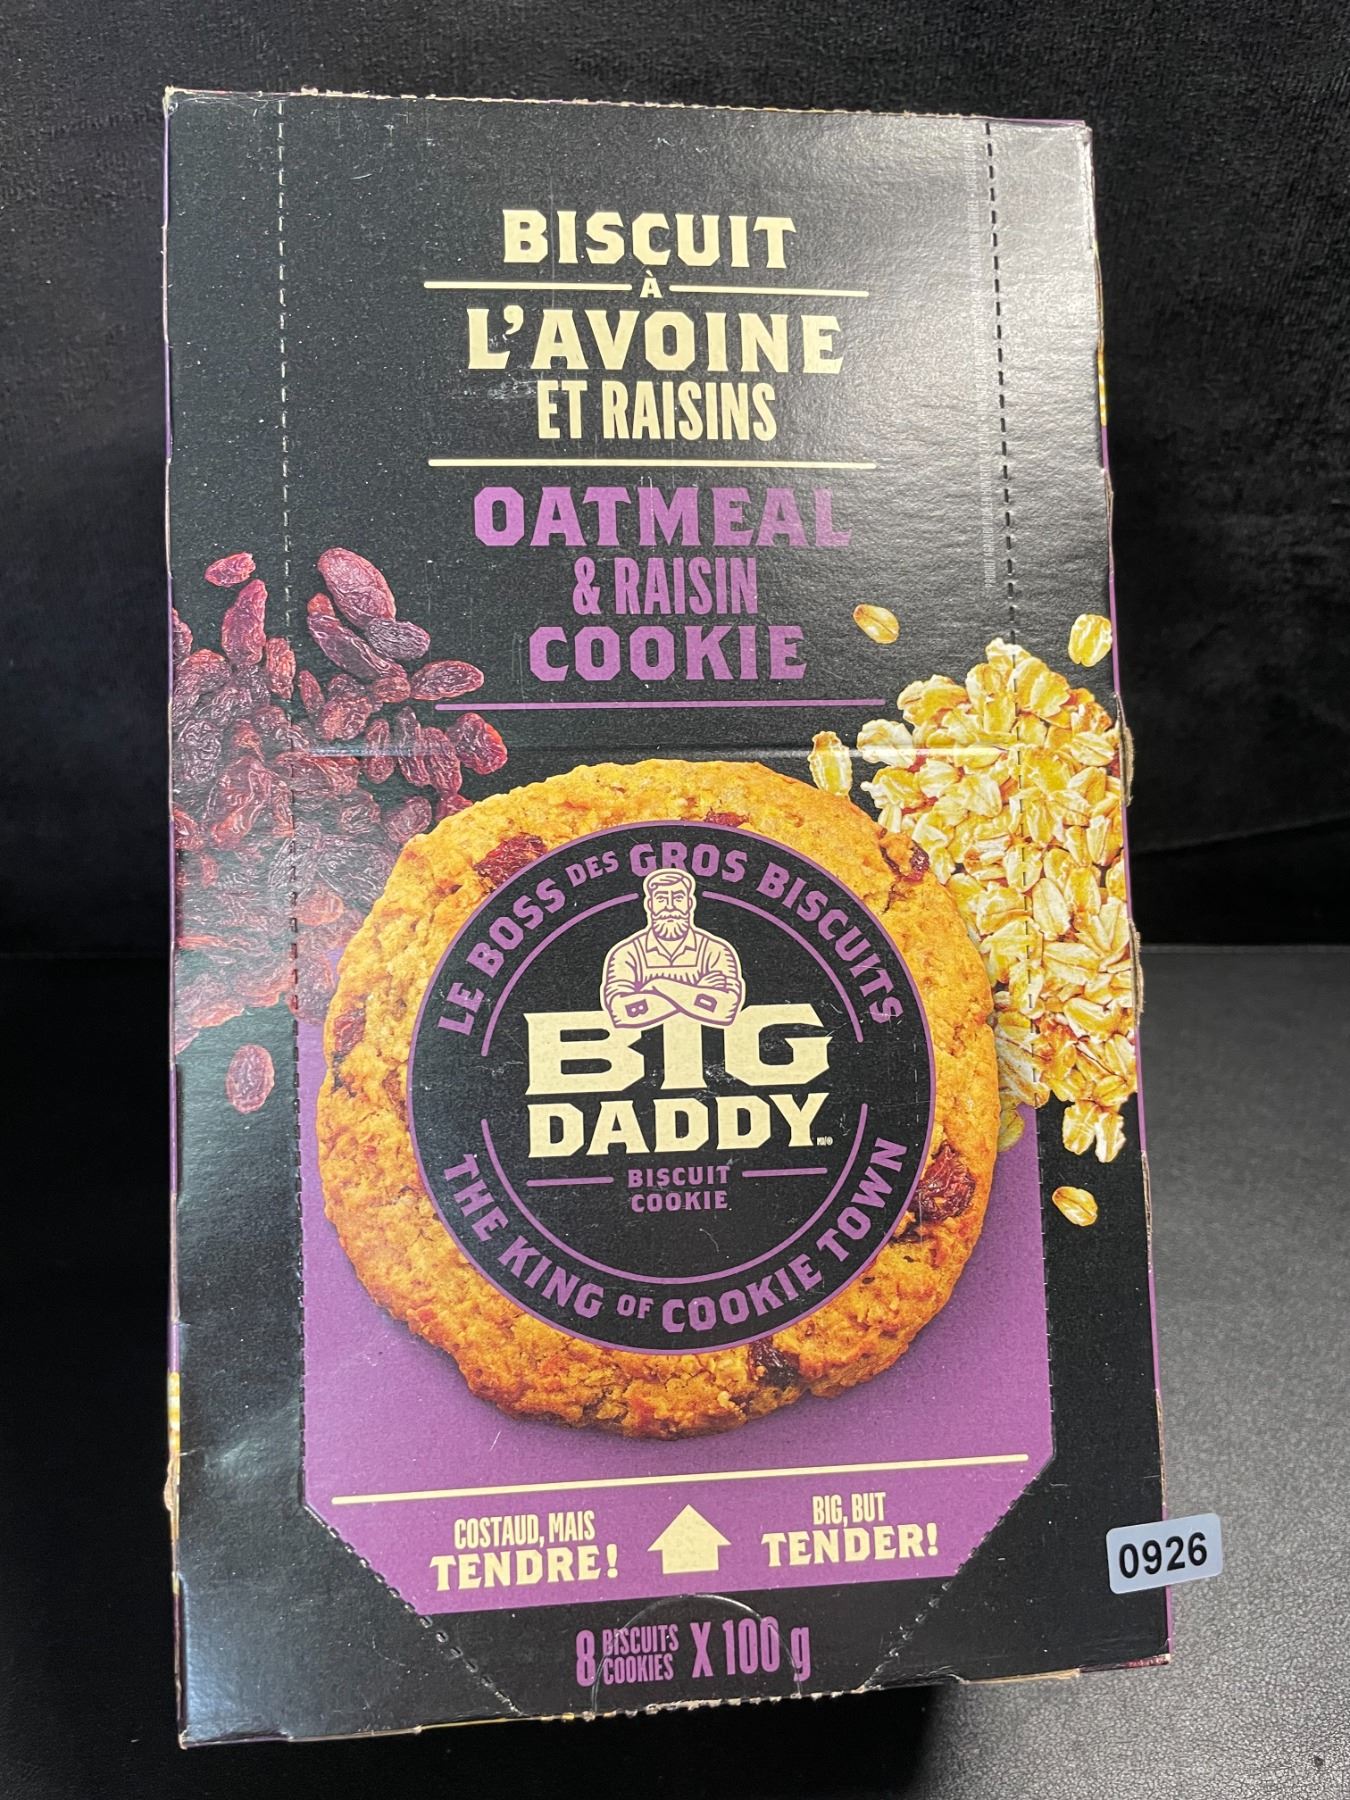 BISCUIT
À
L'AVOINE
ET RAISINS
OATMEAL
& RAISIN
COOKIE
LE BOSS DES GROS BISCUITS
B D
BIG
DADDY
BISCUIT
COOKIE
THE KING OF COOKIE TOWN
COSTAUD, MAIS
TENDRE!
BIG, BUT
TENDER!
8 BISCUITS
COOKIES X 100 g
0926